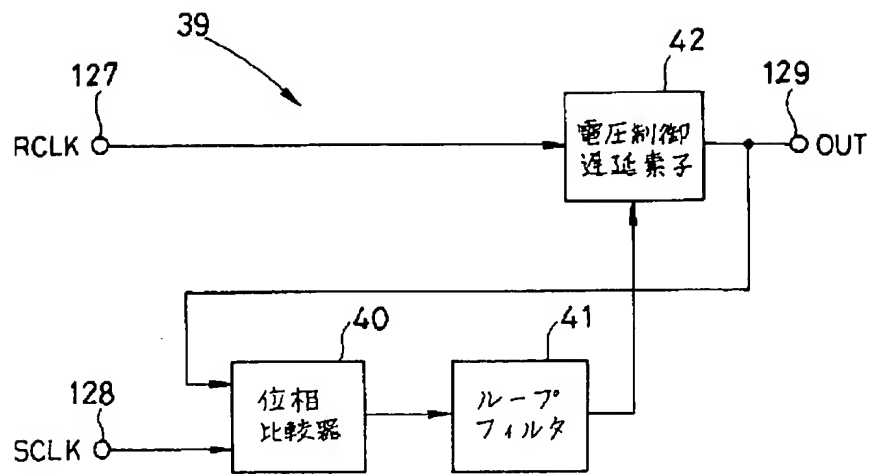 39
42
127
129
RCLK
電圧制御
遅延素子
OUT
40
41
128
位相
比較器
ループ
フィルタ
SCLK